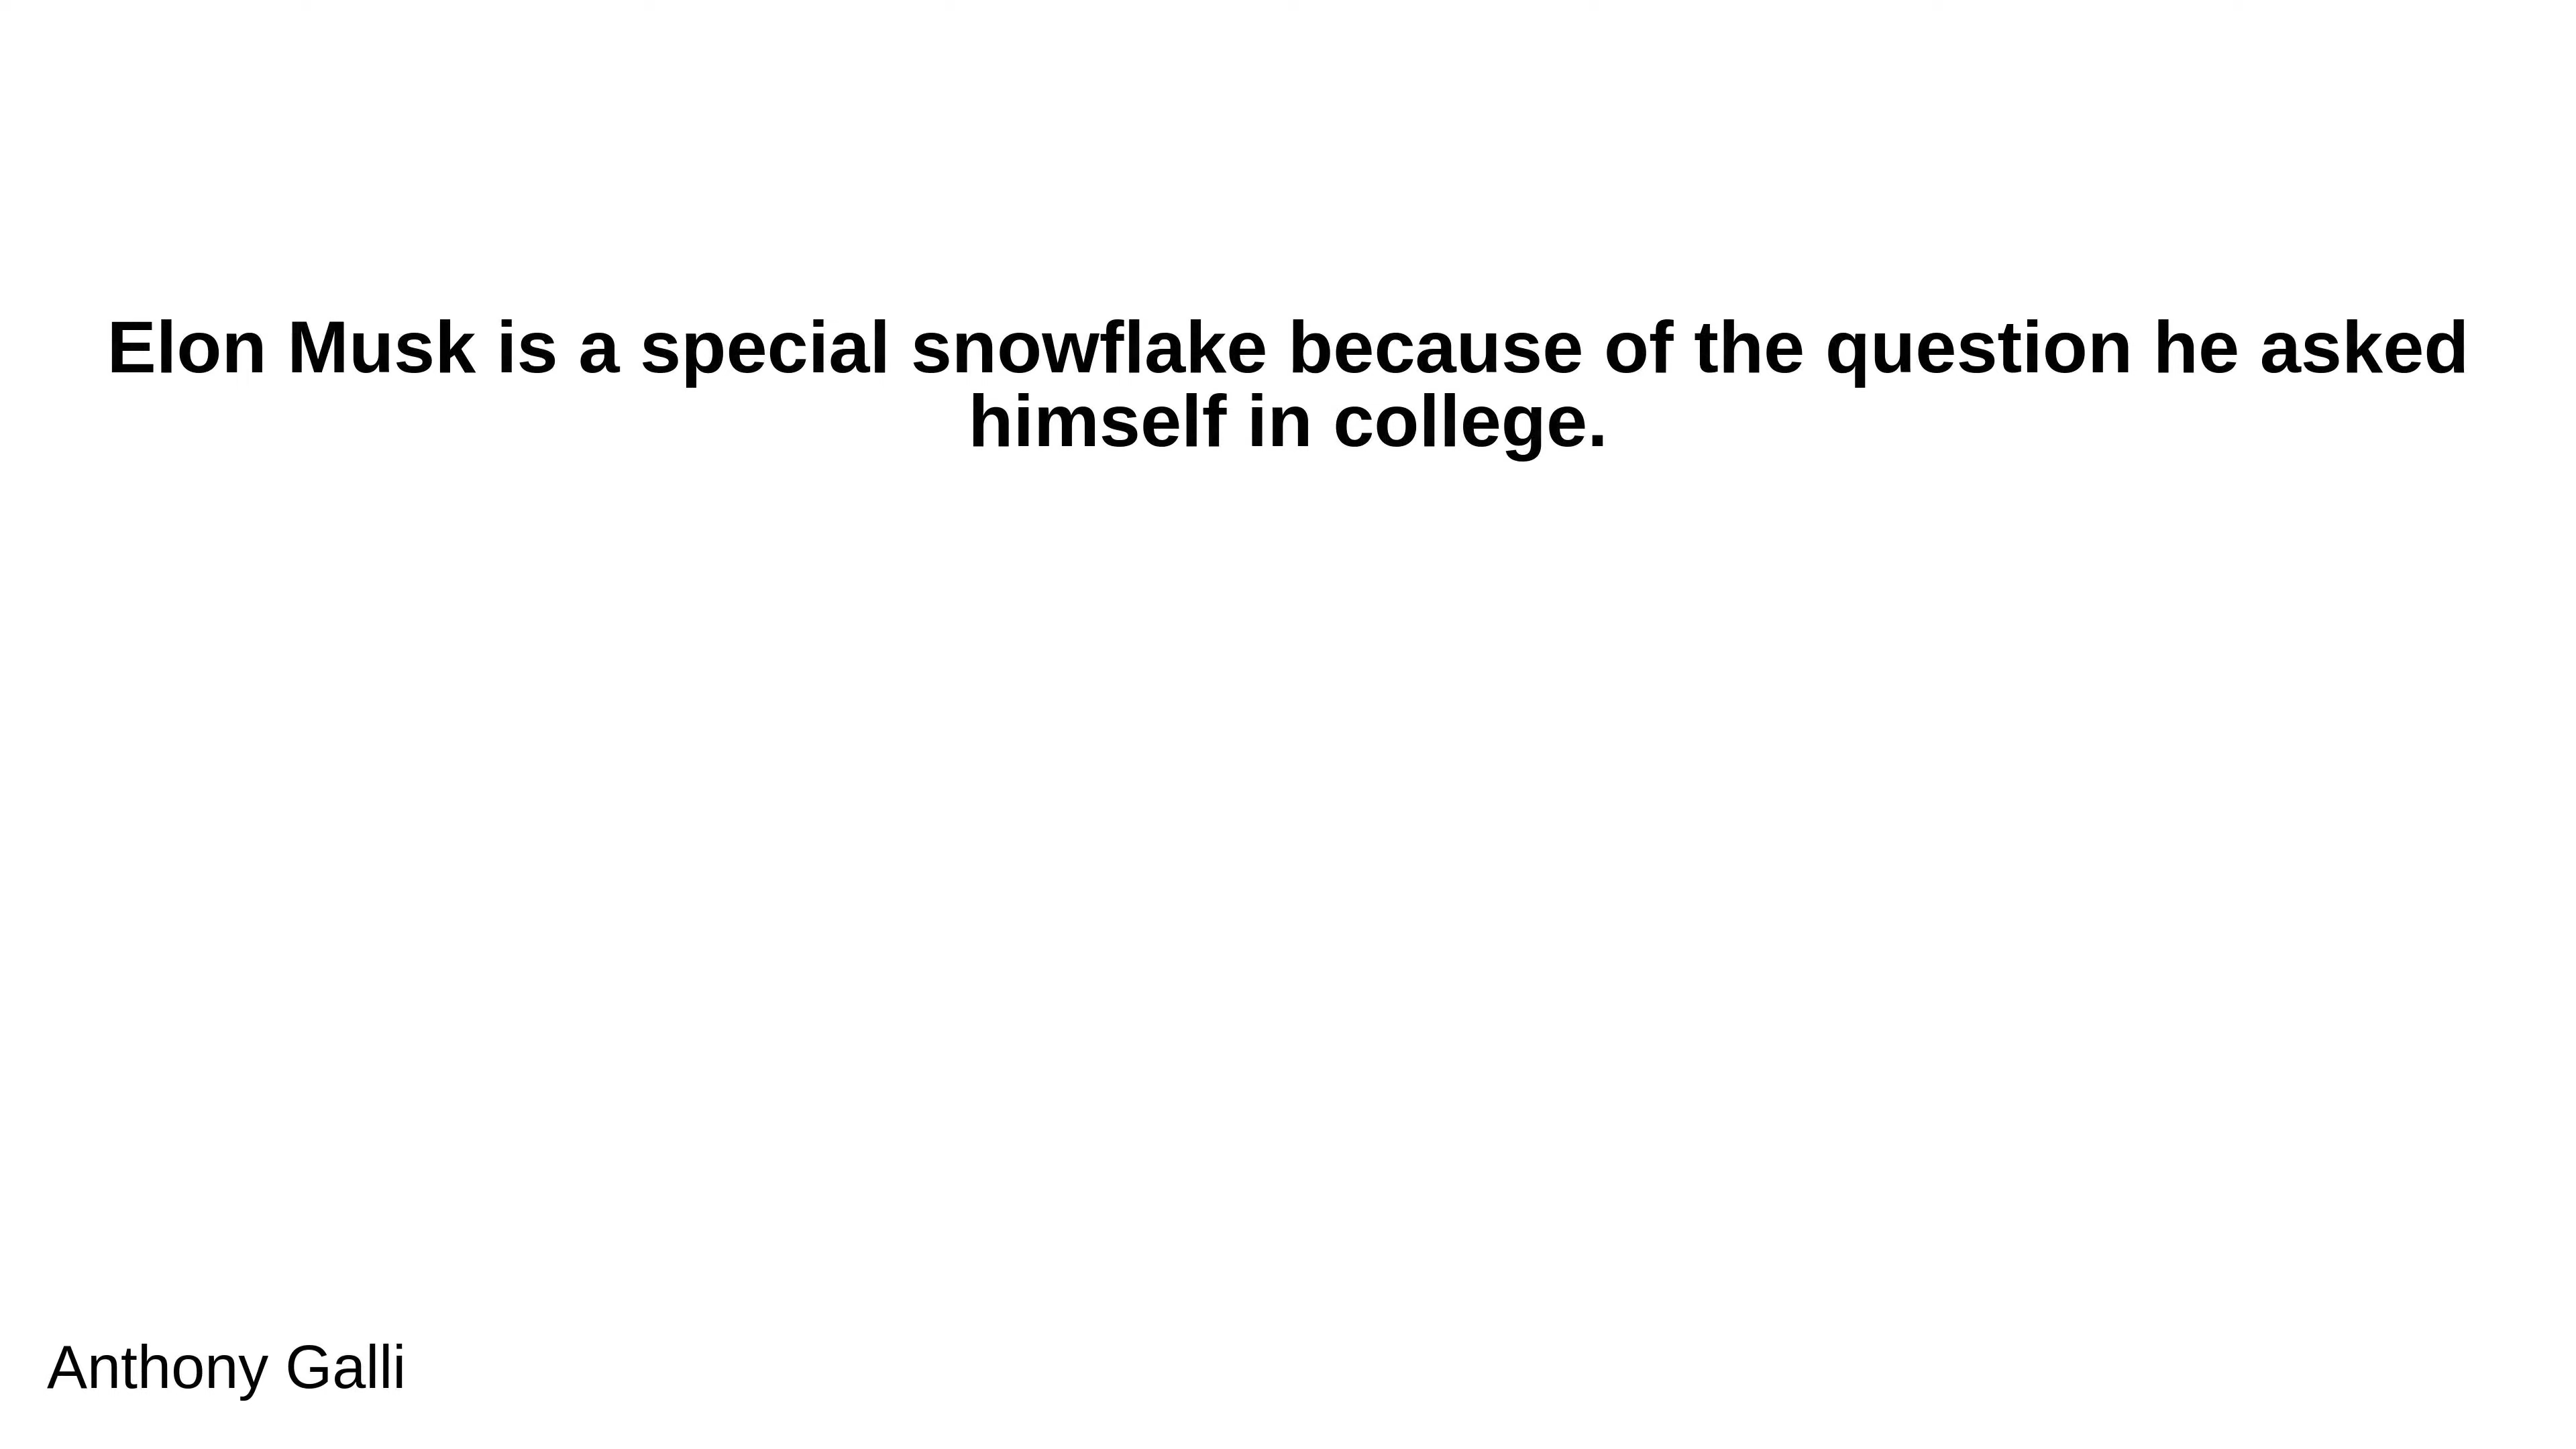 Elon Musk is a special snowflake because of the question he asked
himself in college.
Anthony Galli